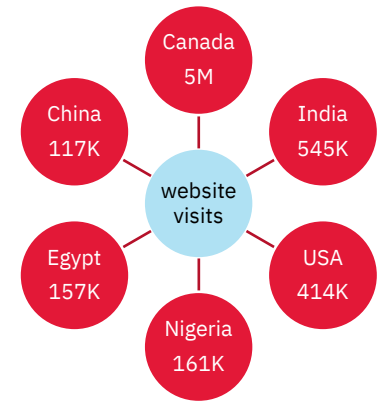 Canada
5M
China
117K
India
545K
website
visits
Egypt
157K
USA
414K
Nigeria
161K